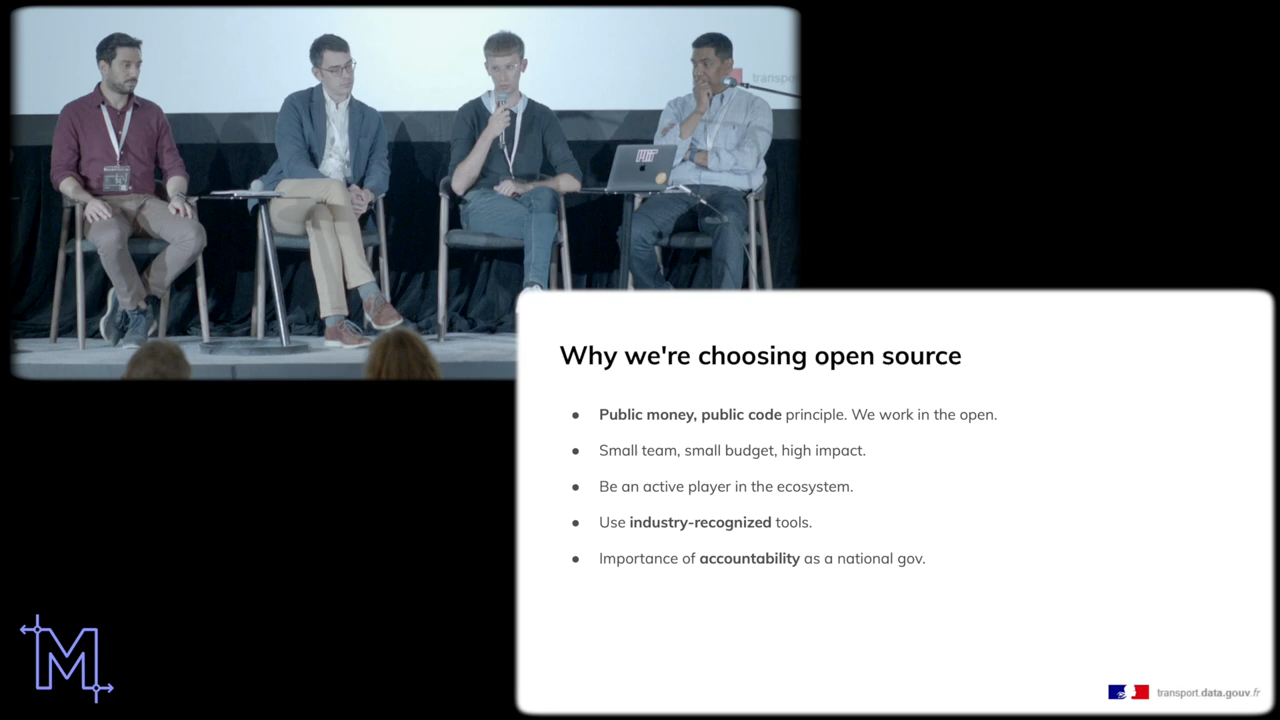 transpor
MIT
Why we're choosing open source
● Public money, public code principle. We work in the open.
● Small team, small budget, high impact.
● Be an active player in the ecosystem.
● Use industry-recognized tools.
● Importance of accountability as a national gov.
M
transport.data.gouv.fr